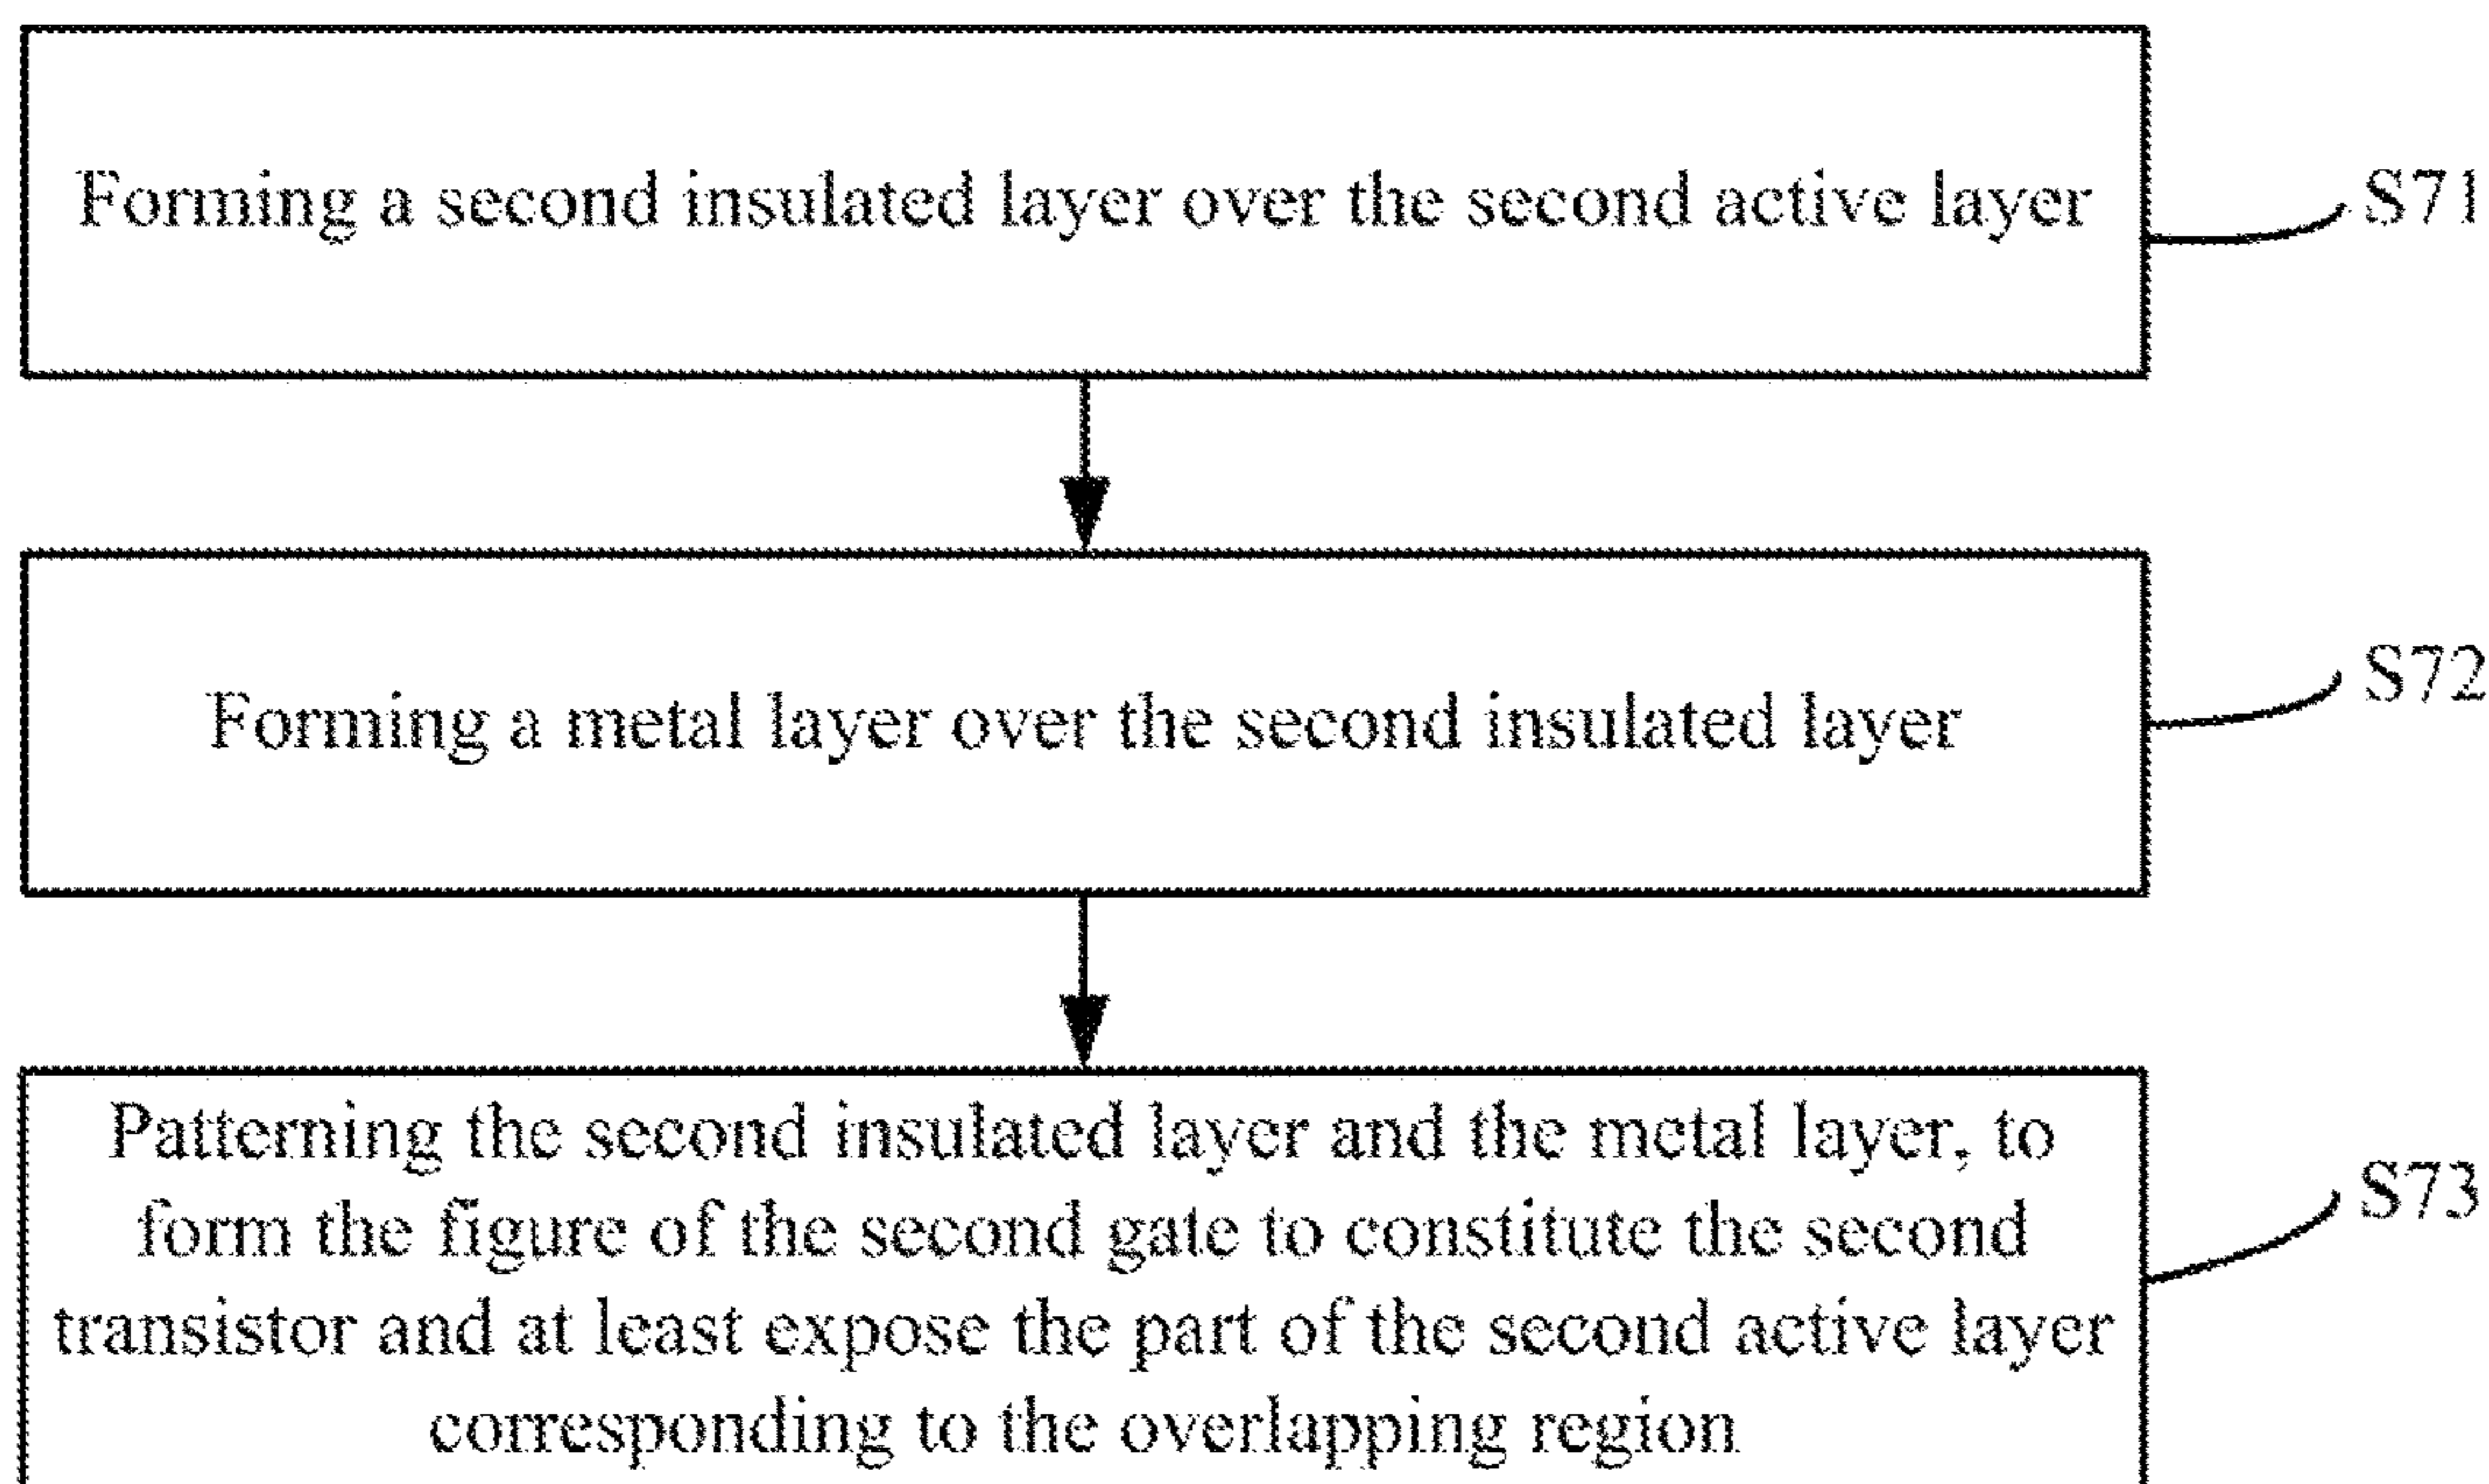 Forming a second insulated layer over the second active layer
S71
Forming a metal layer over the second insulated layer
S72
Patterning the second insulated layer and the metal layer, to
form the figure of the second gate to constitute the second
transistor and at least expose the part of the second active layer
corresponding to the overlapping region
S73